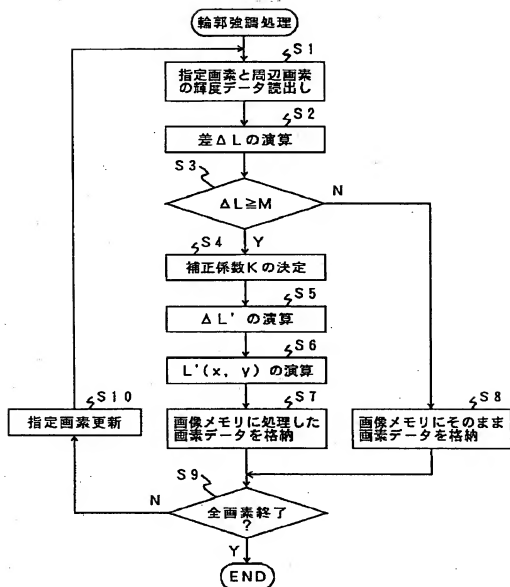 輪郭強調処理
S1
指定画素と周辺画素
の輝度データ読出し
S2
差ΔLの演算
S3
ΔL≧M
N
Y
S4
補正係数Kの決定
S5
ΔL'の演算
S6
L'(x, y)の演算
S7
画像メモリに処理した
画素データを格納
S8
画像メモリにそのまま
画素データを格納
S10
指定画素更新
S9
全画素終了
?
N
Y
END